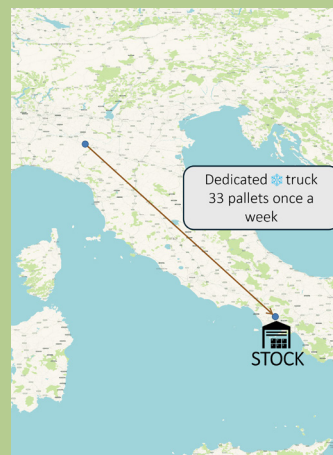 Dedicated ❄ truck
33 pallets once a
week
STOCK